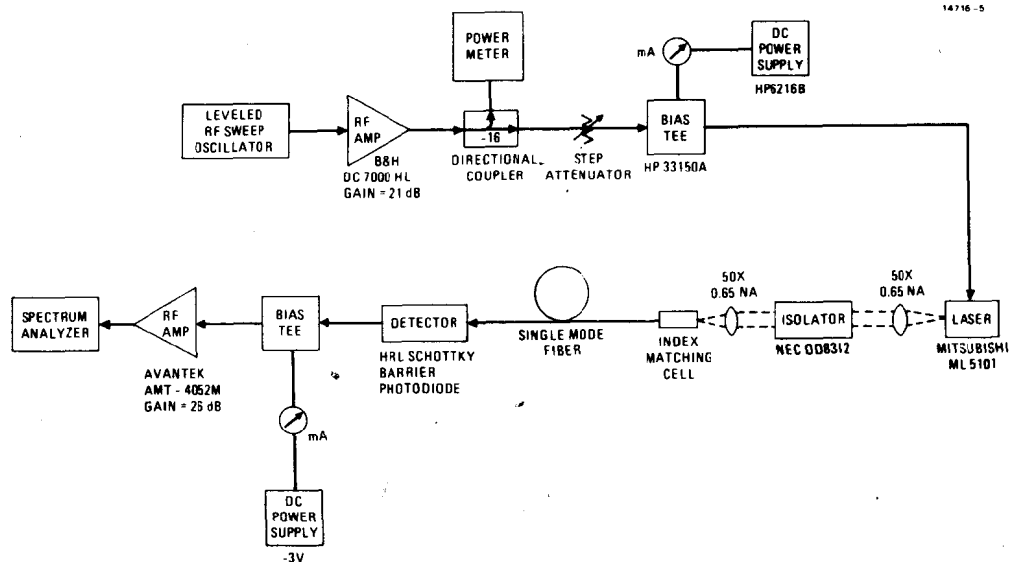 14716-5
POWER
METER
mA
DC
POWER
SUPPLY
HP6216B
LEVELED
RF SWEEP
OSCILLATOR
RF
AMP
B&H
DC 7000 HL
GAIN = 21 dB
-16
DIRECTIONAL
COUPLER
STEP
ATTENUATOR
BIAS
TEE
HP 33150A
SPECTRUM
ANALYZER
RF
AMP
AVANTEK
AMT - 4052M
GAIN = 26 dB
BIAS
TEE
mA
DC
POWER
SUPPLY
-3V
DETECTOR
HRL SCHOTTKY
BARRIER
PHOTODIODE
SINGLE MODE
FIBER
INDEX
MATCHING
CELL
50X
0.65 NA
ISOLATOR
NEC OD8312
50X
0.65 NA
LASER
MITSUBISHI
ML 5101